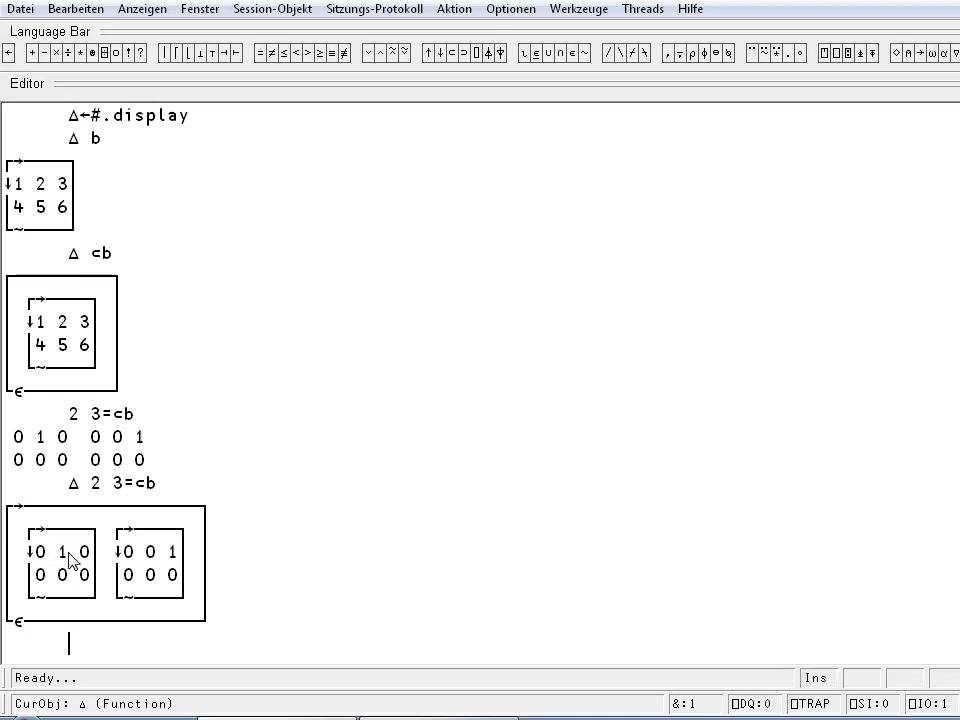 Datei Bearbeiten Anzeigen Fenster Session-Objekt Sitzungs-Protokoll Aktion Optionen Werkzeuge Threads Hilfe
Language Bar
← + - × ÷ * ⍟ ⌹ ○ ! ? | ⌈ ⌊ ⊥ ⊤ ⊣ ⊢ = ≠ ≤ < > ≥ ≡ ≢ ∨ ∧ ⍲ ⍱ ↑ ↓ ⊂ ⊃ ⌷ ⍋ ⍒ ⍳ ∊ ∪ ∩ ~ / \ ⌿ ⍀ , ⍪ ⍴ ⌽ ⊖ ⍉ ¨ ⍨ ⍣ . ∘ ⍞ ⎕ ⍎ ⍕ ⋄ ⍝ → ⍵ ⍺ ∇
Editor
∆←#.display
∆ b
1 2 3
4 5 6
∆ ⊂b
1 2 3
4 5 6
2 3=⊂b
0 1 0 0 0 1
0 0 0 0 0 0
∆ 2 3=⊂b
0 1 0 0 0 1
0 0 0 0 0 0
Ready... Ins
CurObj: ∆ (Function) &:1 ⎕DQ:0 ⎕TRAP ⎕SI:0 ⎕IO:1